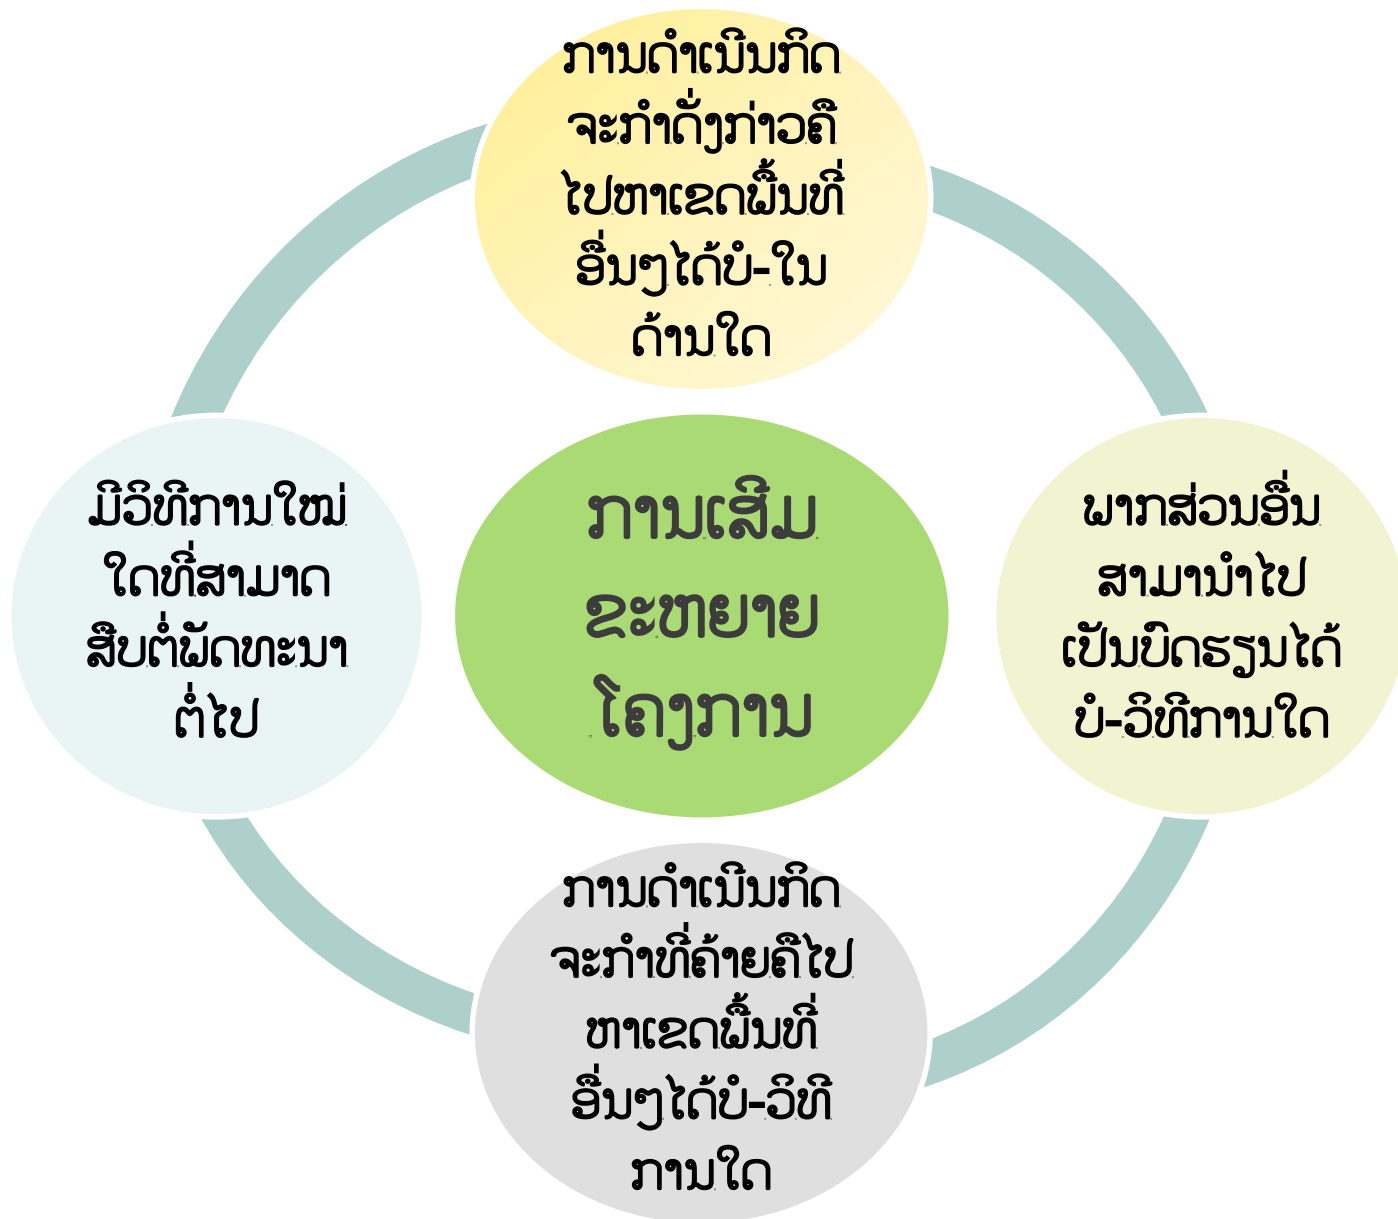 ການດຳເນີນກິດ
ຈະກຳດັ່ງກ່າວຄື
ໄປຫາເຂດພື້ນທີ່
ອື່ນໆໄດ້ບໍ-ໃນ
ດ້ານໃດ
ມີວິທີການໃໝ່
ໃດທີ່ສາມາດ
ສືບຕໍ່ພັດທະນາ
ຕໍ່ໄປ
ການເສີມ
ຂະຫຍາຍ
ໂຄງການ
ພາກສ່ວນອື່ນ
ສາມານຳໄປ
ເປັນບົດຮຽນໄດ້
ບໍ-ວິທີການໃດ
ການດຳເນີນກິດ
ຈະກຳທີ່ຄ້າຍຄືໄປ
ຫາເຂດພື້ນທີ່
ອື່ນໆໄດ້ບໍ-ວິທີ
ການໃດ